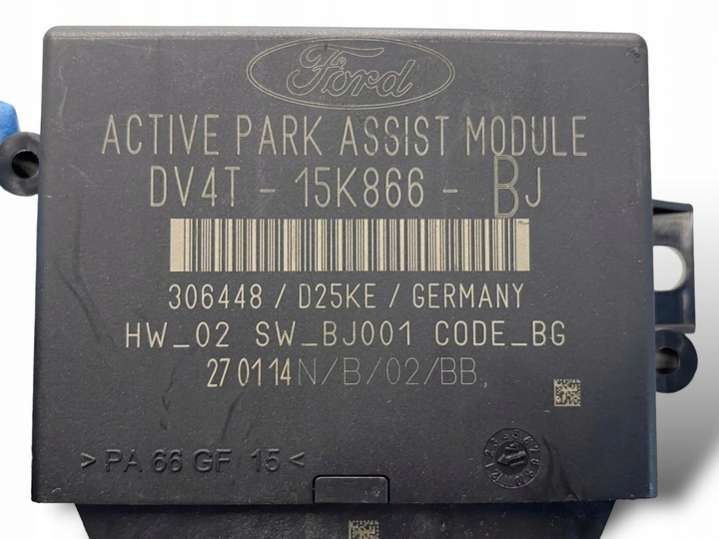 Ford
ACTIVE PARK ASSIST MODULE
DV4T - 15K866 - BJ
306448 / D25KE / GERMANY
HW_02 SW_BJ001 CODE_BG
270114N/B/02/BB,
>PA 66 GF 15<